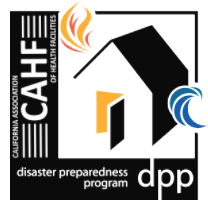 CALIFORNIA ASSOCIATION
CAHF
OF HEALTH FACILITIES
disaster preparedness
program
dpp